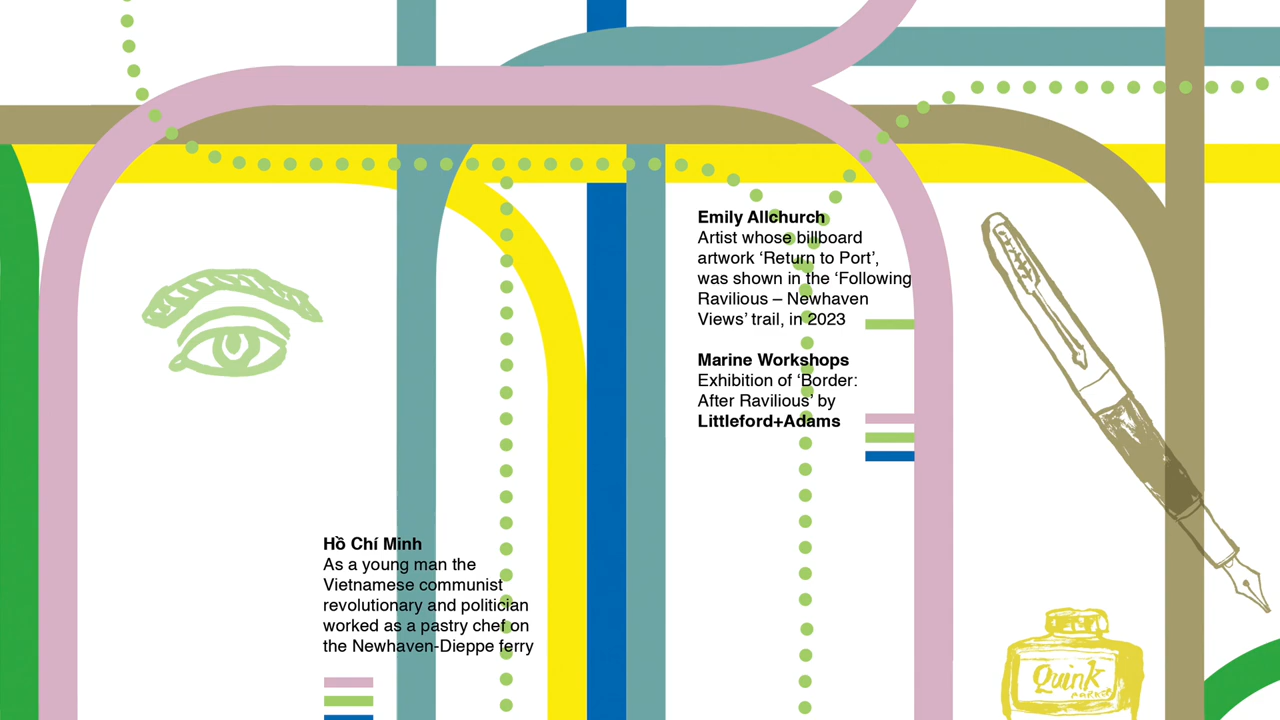 Emily Allchurch
Artist whose billboard
artwork ‘Return to Port’,
was shown in the ‘Following
Ravilious – Newhaven
Views’ trail, in 2023
Marine Workshops
Exhibition of ‘Border:
After Ravilious’ by
Littleford+Adams
Hồ Chí Minh
As a young man the
Vietnamese communist
revolutionary and politician
worked as a pastry chef on
the Newhaven-Dieppe ferry
Quink
PARKER